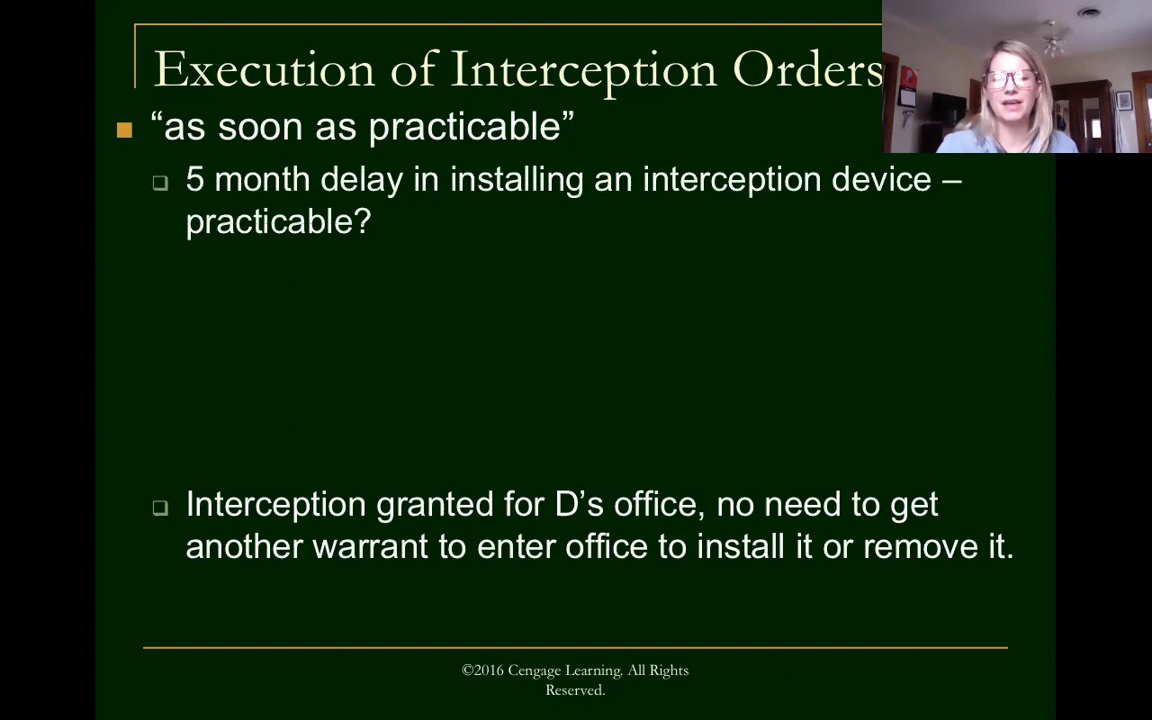 Execution of Interception Orders
“as soon as practicable”
5 month delay in installing an interception device –
practicable?
Interception granted for D’s office, no need to get
another warrant to enter office to install it or remove it.
©2016 Cengage Learning. All Rights
Reserved.